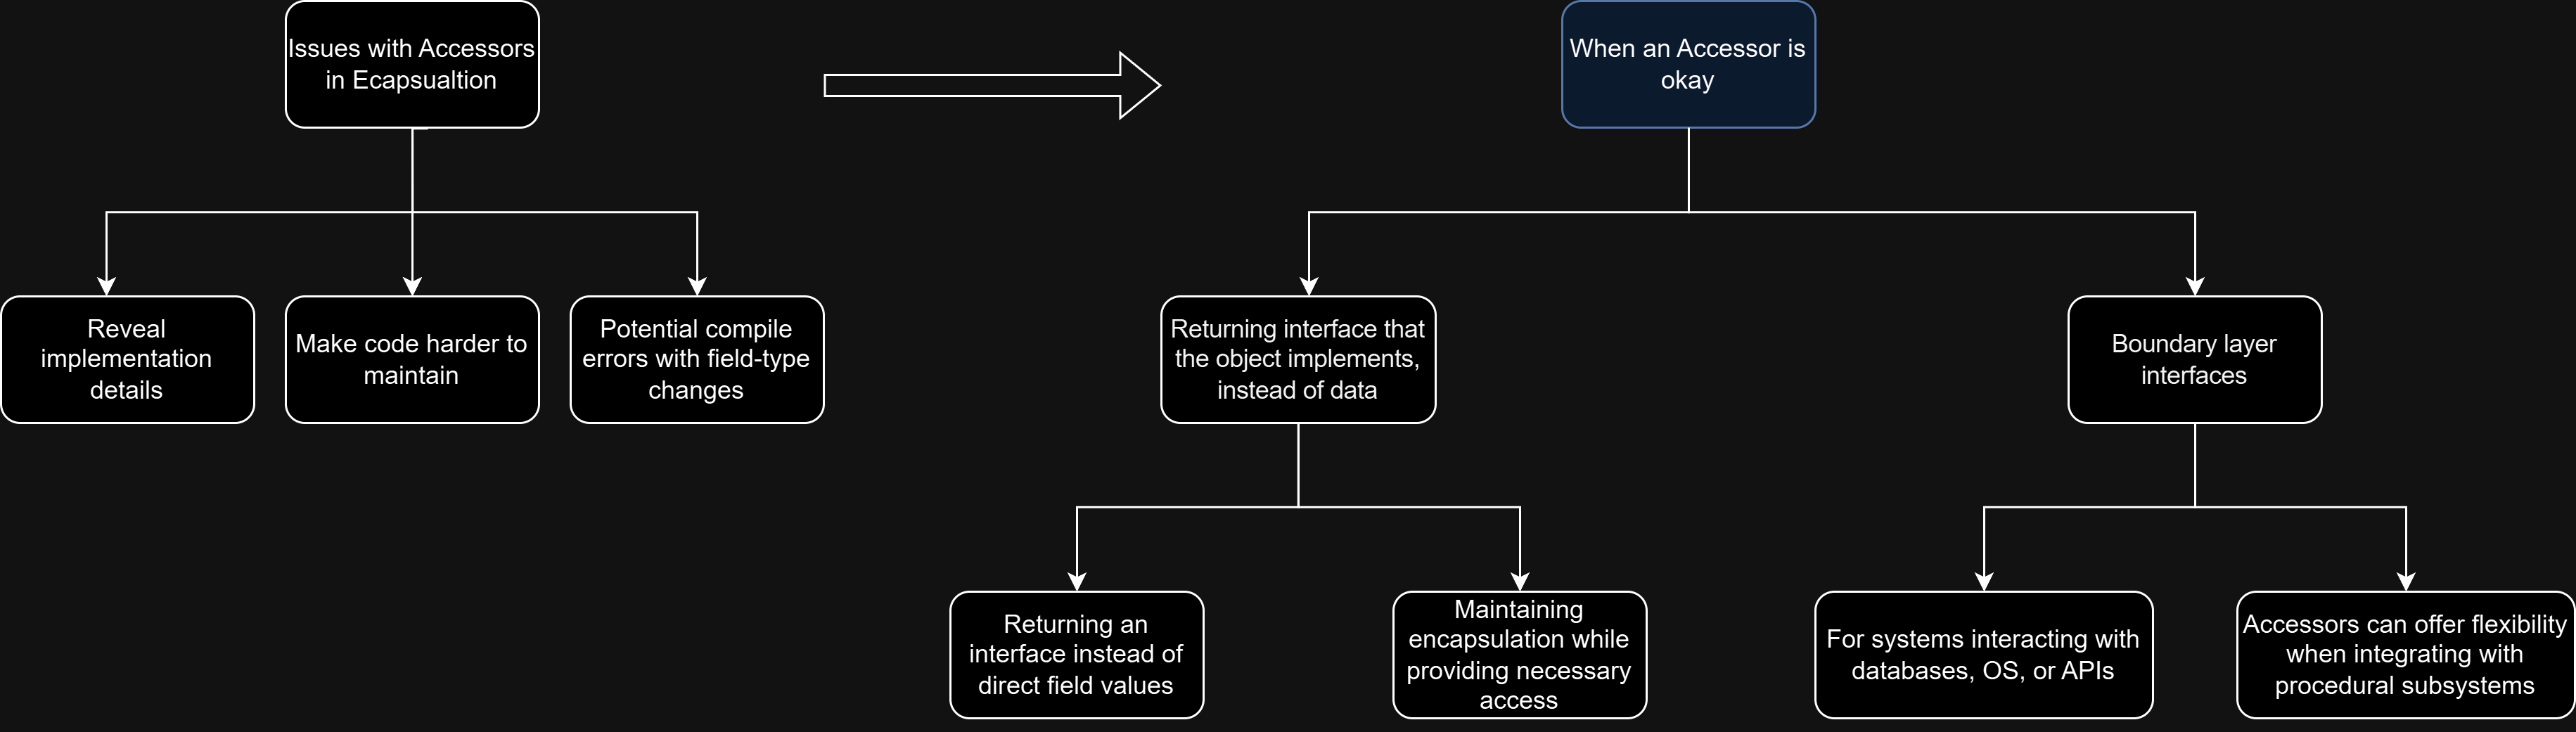 Issues with Accessors
in Ecapsualtion
When an Accessor is
okay
Reveal
implementation
details
Make code harder to
maintain
Potential compile
errors with field-type
changes
Returning interface that
the object implements,
instead of data
Boundary layer
interfaces
Returning an
interface instead of
direct field values
Maintaining
encapsulation while
providing necessary
access
For systems interacting with
databases, OS, or APIs
Accessors can offer flexibility
when integrating with
procedural subsystems